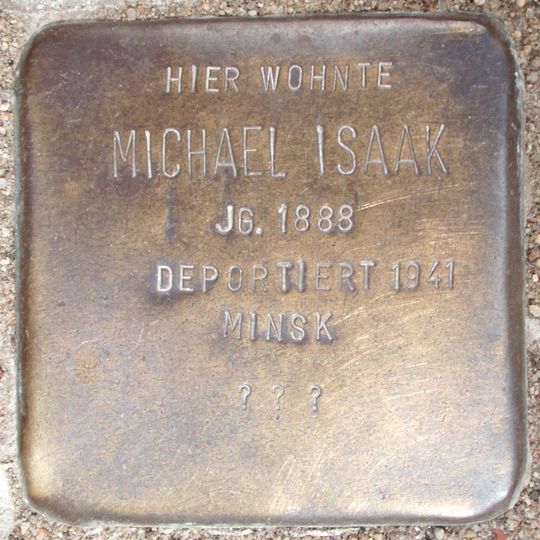 HIER WOHNTE
MICHAEL ISAAK
JG. 1888
DEPORTIERT 1941
MINSK
? ? ?